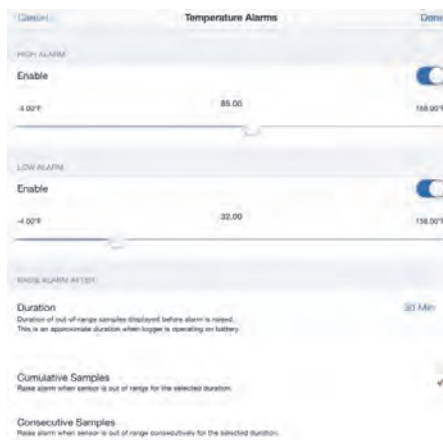 Cancel Temperature Alarms Done
HIGH ALARM
Enable
-4.00°F 85.00 158.00°F
LOW ALARM
Enable
-4.00°F 32.00 158.00°F
RAISE ALARM AFTER:
Duration 30 Min
Duration of out-of-range samples displayed before alarm is raised.
This is an approximate duration when logger is operating on battery.
Cumulative Samples
Raise alarm when sensor is out of range for the selected duration.
Consecutive Samples
Raise alarm when sensor is out of range consecutively for the selected duration.